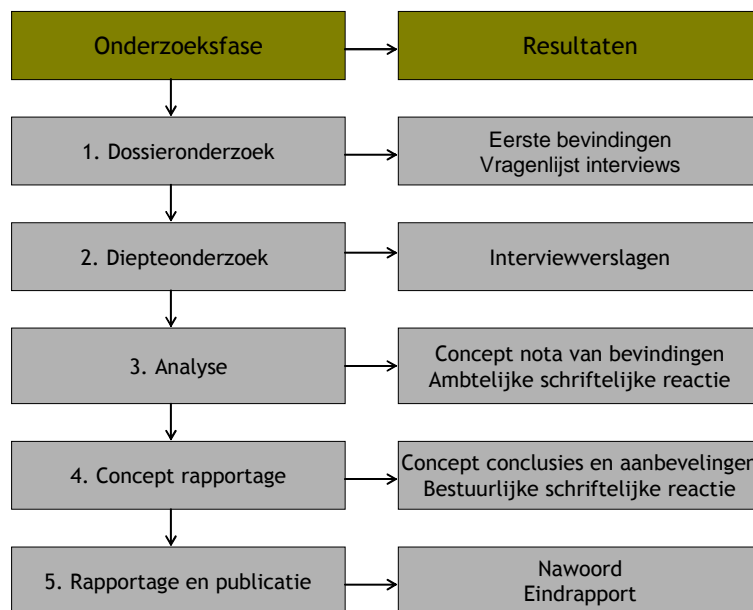 Onderzoeksfase
Resultaten
1. Dossieronderzoek
Eerste bevindingen
Vragenlijst interviews
2. Diepteonderzoek
Interviewverslagen
3. Analyse
Concept nota van bevindingen
Ambtelijke schriftelijke reactie
4. Concept rapportage
Concept conclusies en aanbevelingen
Bestuurlijke schriftelijke reactie
5. Rapportage en publicatie
Nawoord
Eindrapport